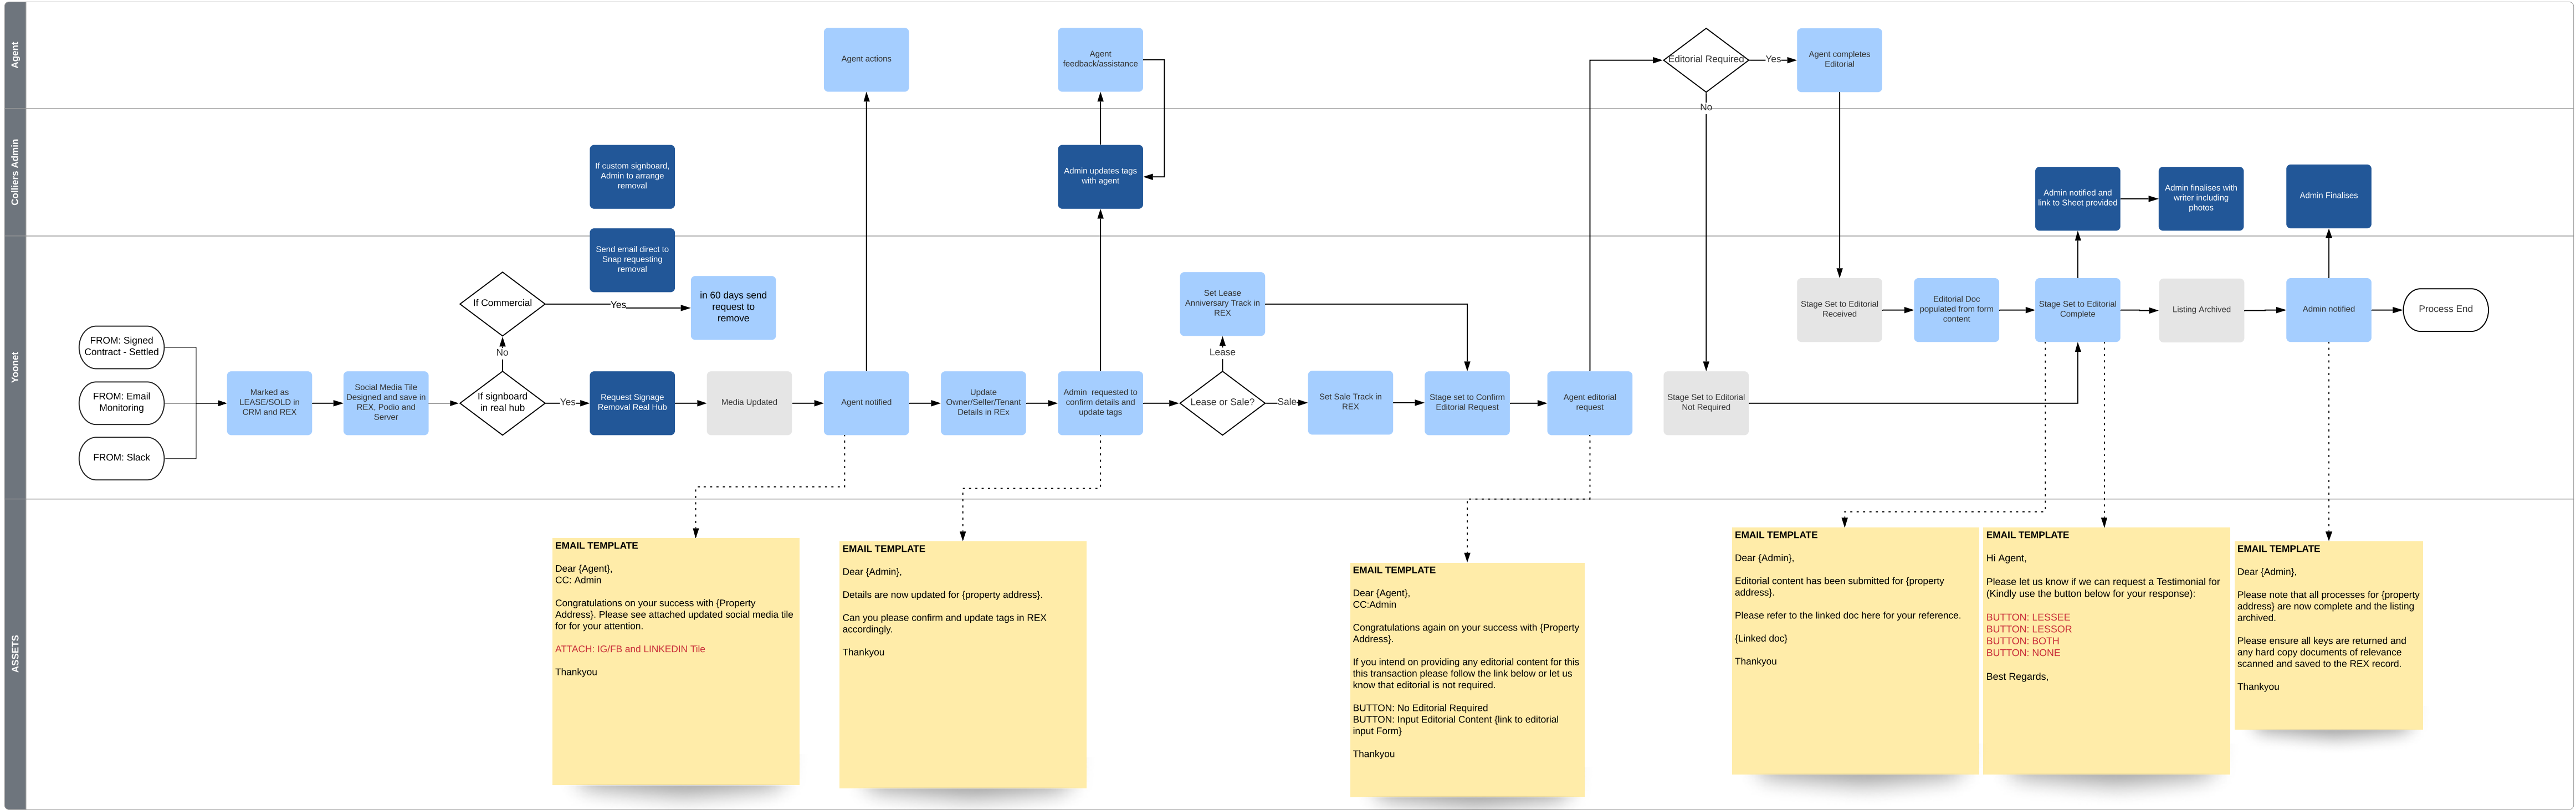 Agent
Agent actions
Agent
feedback/assistance
Editorial Required
Yes
Agent completes
Editorial
No
Colliers Admin
If custom signboard,
Admin to arrange
removal
Admin updates tags
with agent
Admin notified and
link to Sheet provided
Admin finalises with
writer including
photos
Admin Finalises
Yoonet
Send email direct to
Snap requesting
removal
If Commercial
Yes
in 60 days send
request to
remove
No
FROM: Signed
Contract - Settled
FROM: Email
Monitoring
FROM: Slack
Marked as
LEASE/SOLD in
CRM and REX
Social Media Tile
Designed and save in
REX, Podio and
Server
If signboard
in real hub
Yes
Request Signage
Removal Real Hub
Media Updated
Agent notified
Update
Owner/Seller/Tenant
Details in REx
Admin  requested to
confirm details and
update tags
Set Lease
Anniversary Track in
REX
Lease
Lease or Sale?
Sale
Set Sale Track in
REX
Stage set to Confirm
Editorial Request
Agent editorial
request
Stage Set to Editorial
Not Required
Stage Set to Editorial
Received
Editorial Doc
populated from form
content
Stage Set to Editorial
Complete
Listing Archived
Admin notified
Process End
ASSETS
EMAIL TEMPLATE
Dear {Agent},
CC: Admin
Congratulations on your success with {Property
Address}. Please see attached updated social media tile
for for your attention.
ATTACH: IG/FB and LINKEDIN Tile
Thankyou
EMAIL TEMPLATE
Dear {Admin},
Details are now updated for {property address}.
Can you please confirm and update tags in REX
accordingly.
Thankyou
EMAIL TEMPLATE
Dear {Agent},
CC:Admin
Congratulations again on your success with {Property
Address}.
If you intend on providing any editorial content for this
this transaction please follow the link below or let us
know that editorial is not required.
BUTTON: No Editorial Required
BUTTON: Input Editorial Content {link to editorial
input Form}
Thankyou
EMAIL TEMPLATE
Dear {Admin},
Editorial content has been submitted for {property
address}.
Please refer to the linked doc here for your reference.
{Linked doc}
Thankyou
EMAIL TEMPLATE
Hi Agent,
Please let us know if we can request a Testimonial for
(Kindly use the button below for your response):
BUTTON: LESSEE
BUTTON: LESSOR
BUTTON: BOTH
BUTTON: NONE
Best Regards,
EMAIL TEMPLATE
Dear {Admin},
Please note that all processes for {property
address} are now complete and the listing
archived.
Please ensure all keys are returned and
any hard copy documents of relevance
scanned and saved to the REX record.
Thankyou